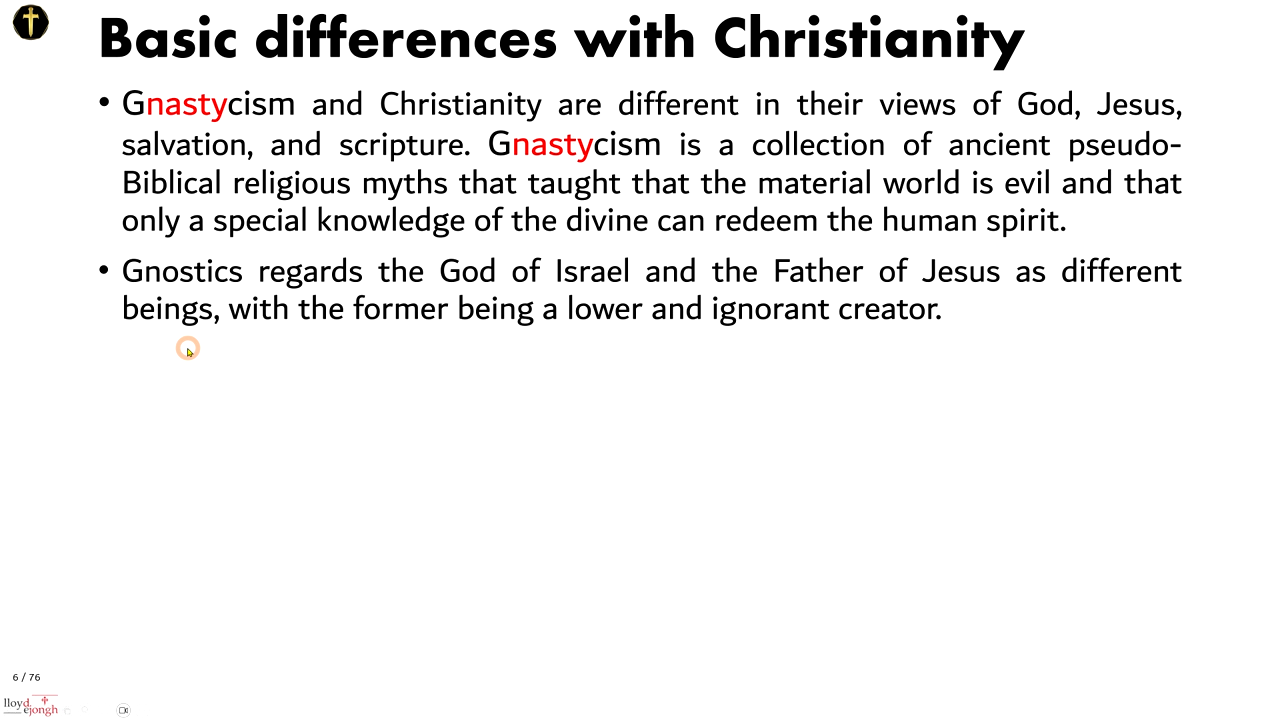 Basic differences with Christianity
• Gnastycism and Christianity are different in their views of God, Jesus,
salvation, and scripture. Gnastycism is a collection of ancient pseudo-
Biblical religious myths that taught that the material world is evil and that
only a special knowledge of the divine can redeem the human spirit.
• Gnostics regards the God of Israel and the Father of Jesus as different
beings, with the former being a lower and ignorant creator.
6 / 76
lloyd
dejongh